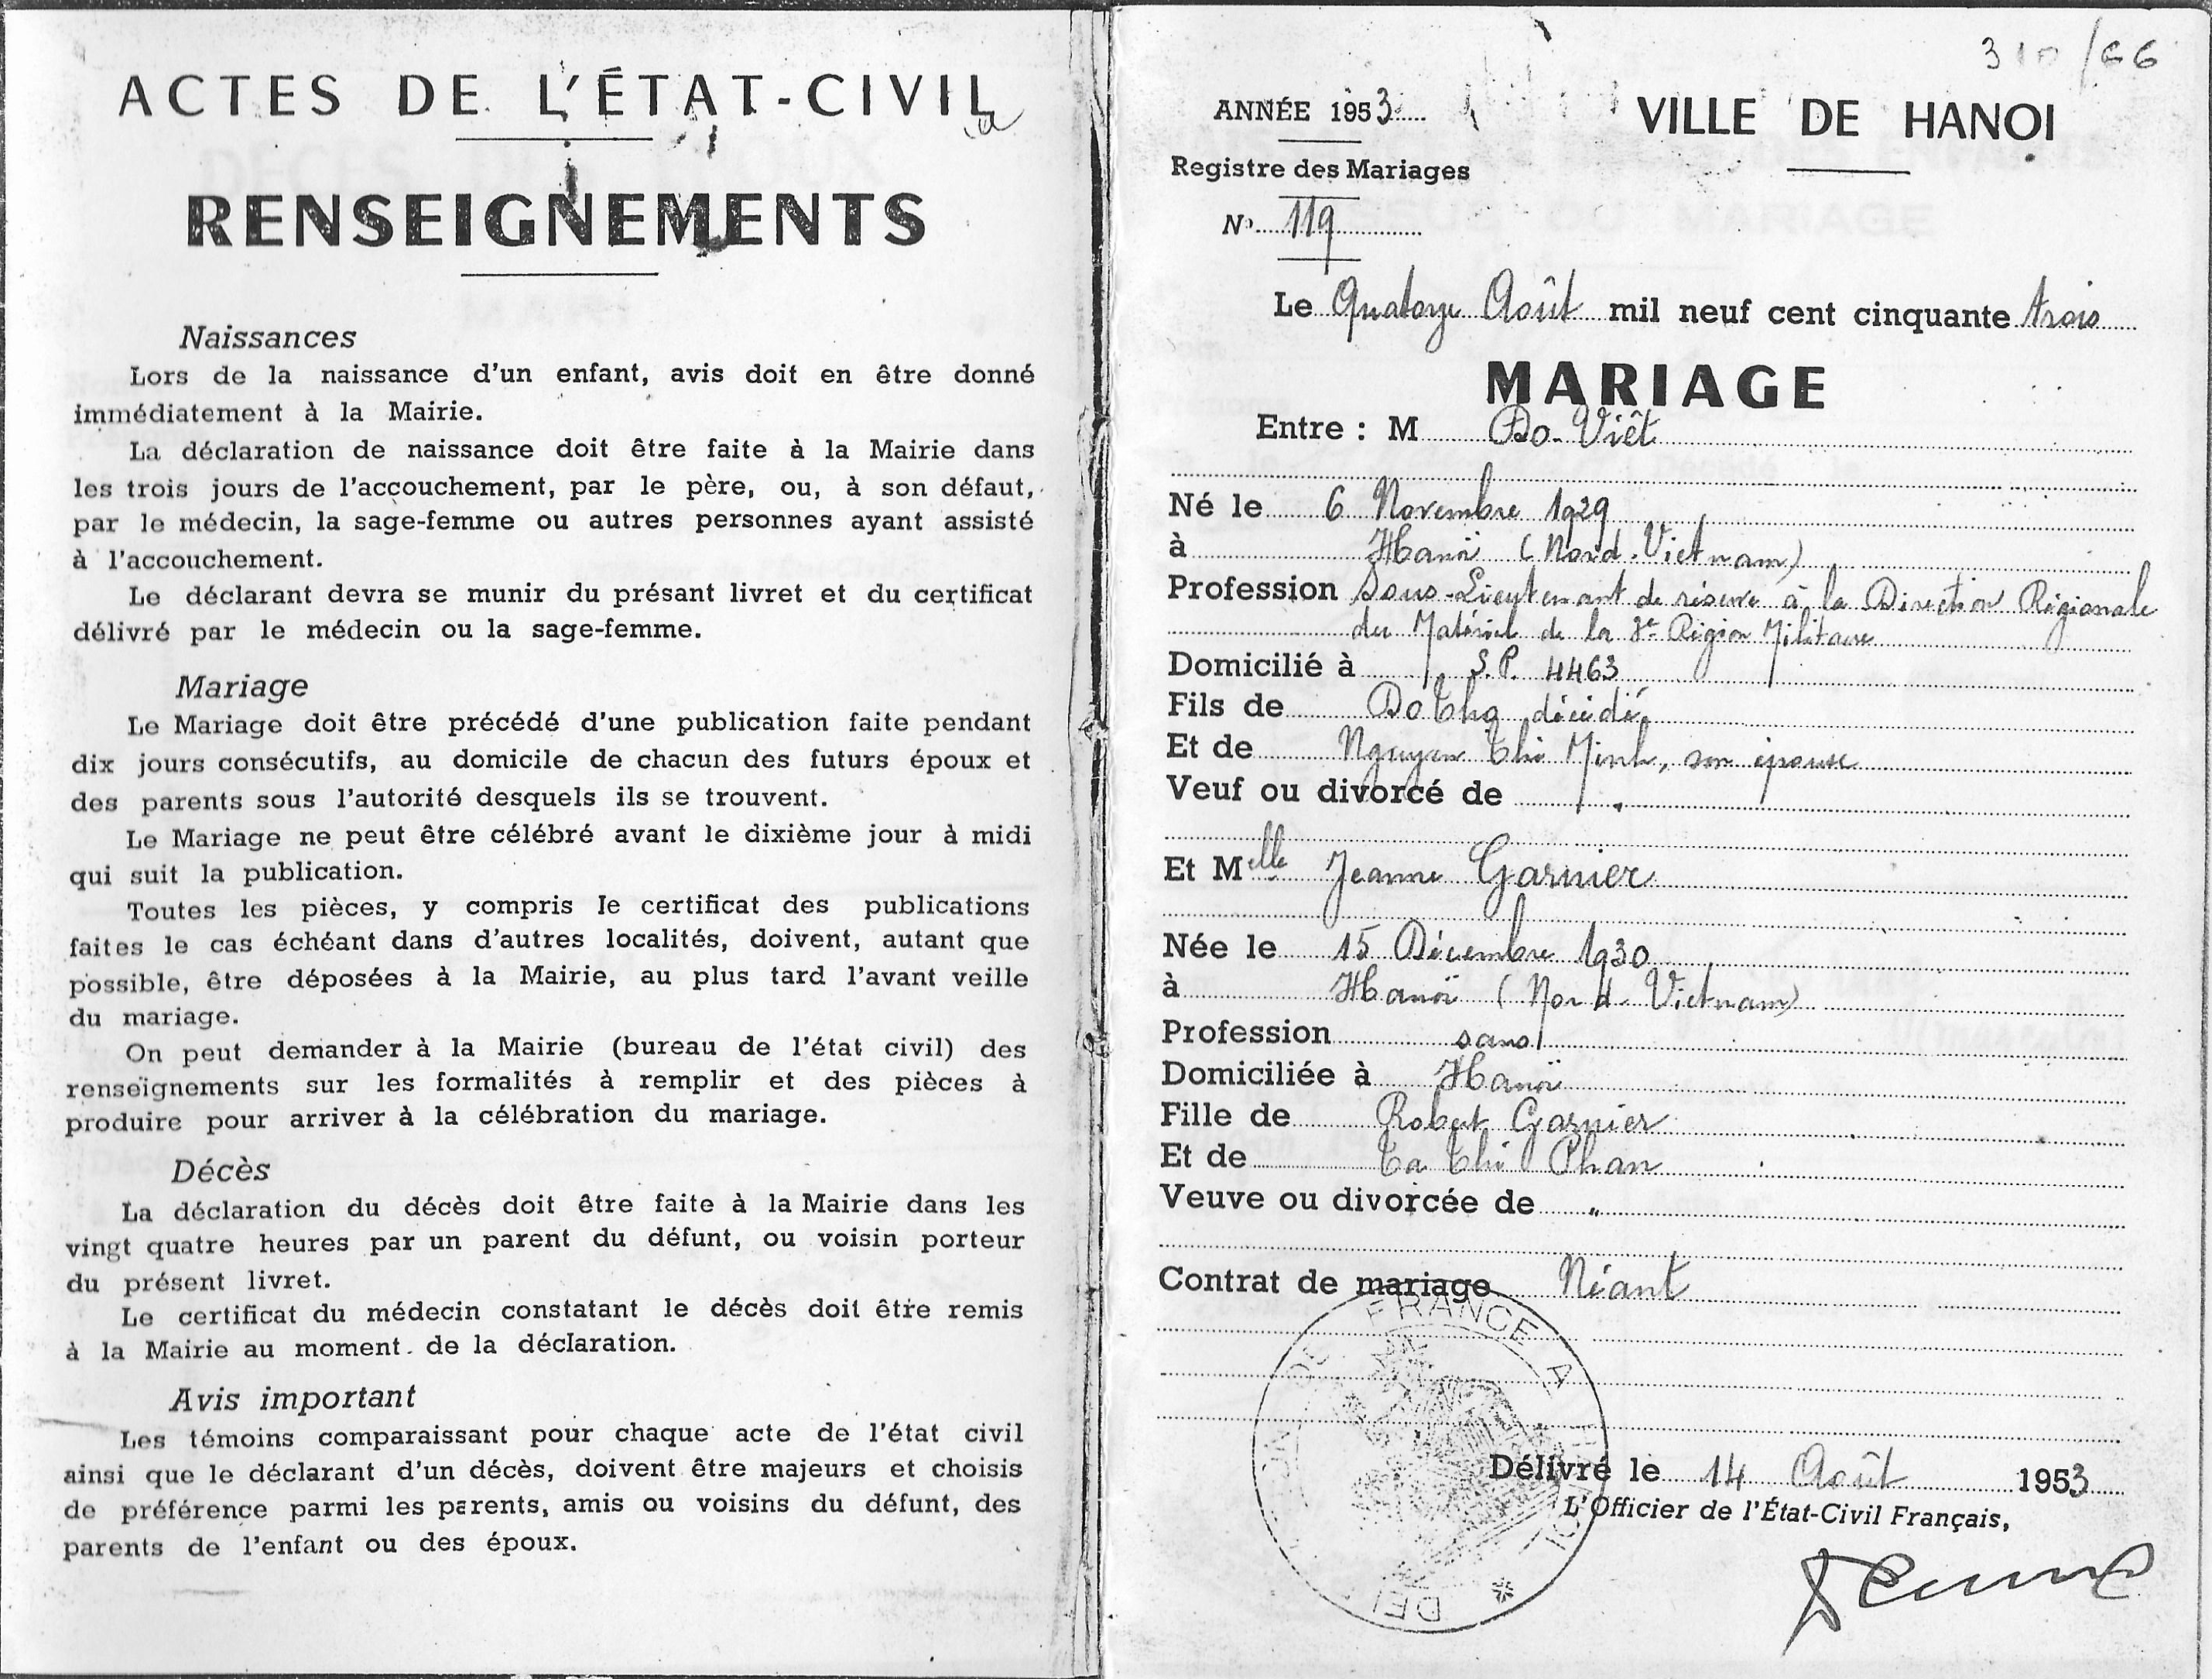 ACTES DE L'ÉTAT-CIVIL
RENSEIGNEMENTS
Naissances
Lors de la naissance d'un enfant, avis doit en être donné
immédiatement à la Mairie.
La déclaration de naissance doit être faite à la Mairie dans
les trois jours de l'accouchement, par le père, ou, à son défaut,
par le médecin, la sage-femme ou autres personnes ayant assisté
à l'accouchement.
Le déclarant devra se munir du présant livret et du certificat
délivré par le médecin ou la sage-femme.
Mariage
Le Mariage doit être précédé d'une publication faite pendant
dix jours consécutifs, au domicile de chacun des futurs époux et
des parents sous l'autorité desquels ils se trouvent.
Le Mariage ne peut être célébré avant le dixième jour à midi
qui suit la publication.
Toutes les pièces, y compris le certificat des publications
faites le cas échéant dans d'autres localités, doivent, autant que
possible, être déposées à la Mairie, au plus tard l'avant veille
du mariage.
On peut demander à la Mairie (bureau de l'état civil) des
renseignements sur les formalités à remplir et des pièces à
produire pour arriver à la célébration du mariage.
Décès
La déclaration du décès doit être faite à la Mairie dans les
vingt quatre heures par un parent du défunt, ou voisin porteur
du présent livret.
Le certificat du médecin constatant le décès doit être remis
à la Mairie au moment de la déclaration.
Avis important
Les témoins comparaissant pour chaque acte de l'état civil
ainsi que le déclarant d'un décès, doivent être majeurs et choisis
de préférence parmi les parents, amis ou voisins du défunt, des
parents de l'enfant ou des époux.
310/66
ANNÉE 1953
VILLE DE HANOI
Registre des Mariages
N° 119
Le Quatorze Août mil neuf cent cinquante trois
MARIAGE
Entre : M Do-Viêt
Né le 6 Novembre 1929
à Hanoï (Nord-Vietnam)
Profession Sous-Lieutenant de réserve à la Direction Régionale
du Matériel de la Région Militaire
Domicilié à S.P. 4463
Fils de Do Tho décédé
Et de Nguyen Thi Minh, son épouse
Veuf ou divorcé de
Et Melle Jeanne Garnier
Née le 15 Décembre 1930
à Hanoï (Nord-Vietnam)
Profession sans
Domiciliée à Hanoï
Fille de Robert Garnier
Et de Ta Thi Phan
Veuve ou divorcée de "
Contrat de mariage Néant
FRANCE A
Délivré le 14 Août 1953
L'Officier de l'État-Civil Français,